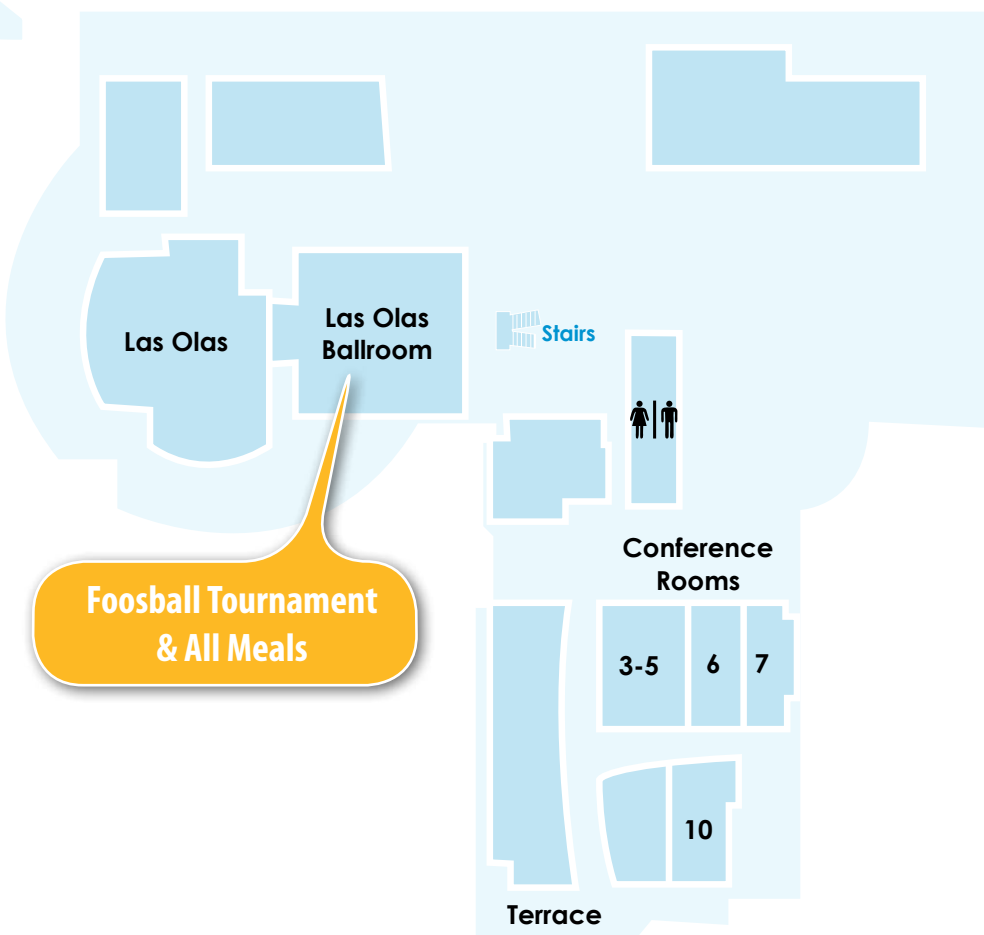 Las Olas
Las Olas
Ballroom
Stairs
Foosball Tournament
& All Meals
Conference
Rooms
3-5
6
7
10
Terrace